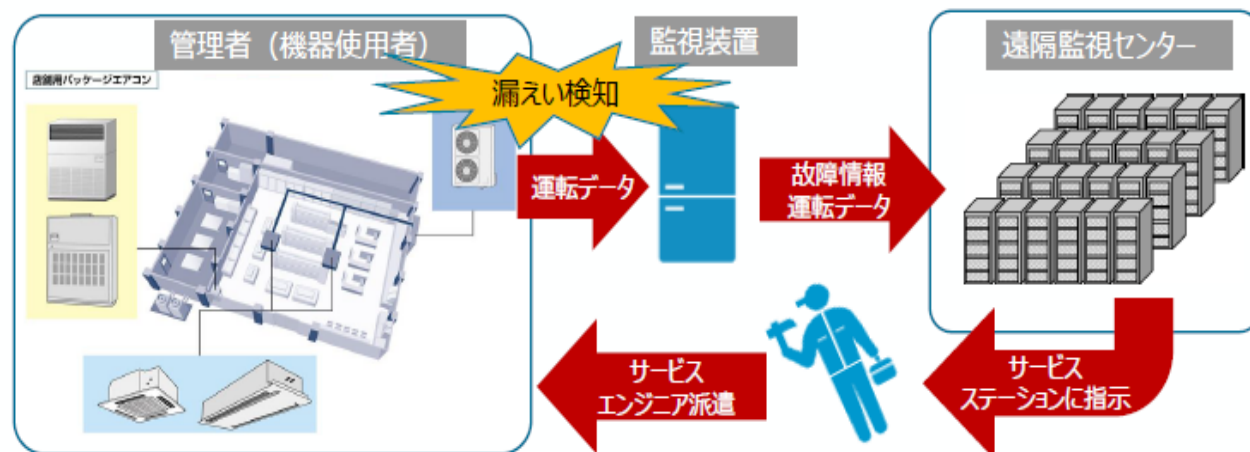 管理者（機器使用者）
監視装置
遠隔監視センター
店舗用パッケージエアコン
漏えい検知
運転データ
故障情報
運転データ
サービス
エンジニア派遣
サービス
ステーションに指示